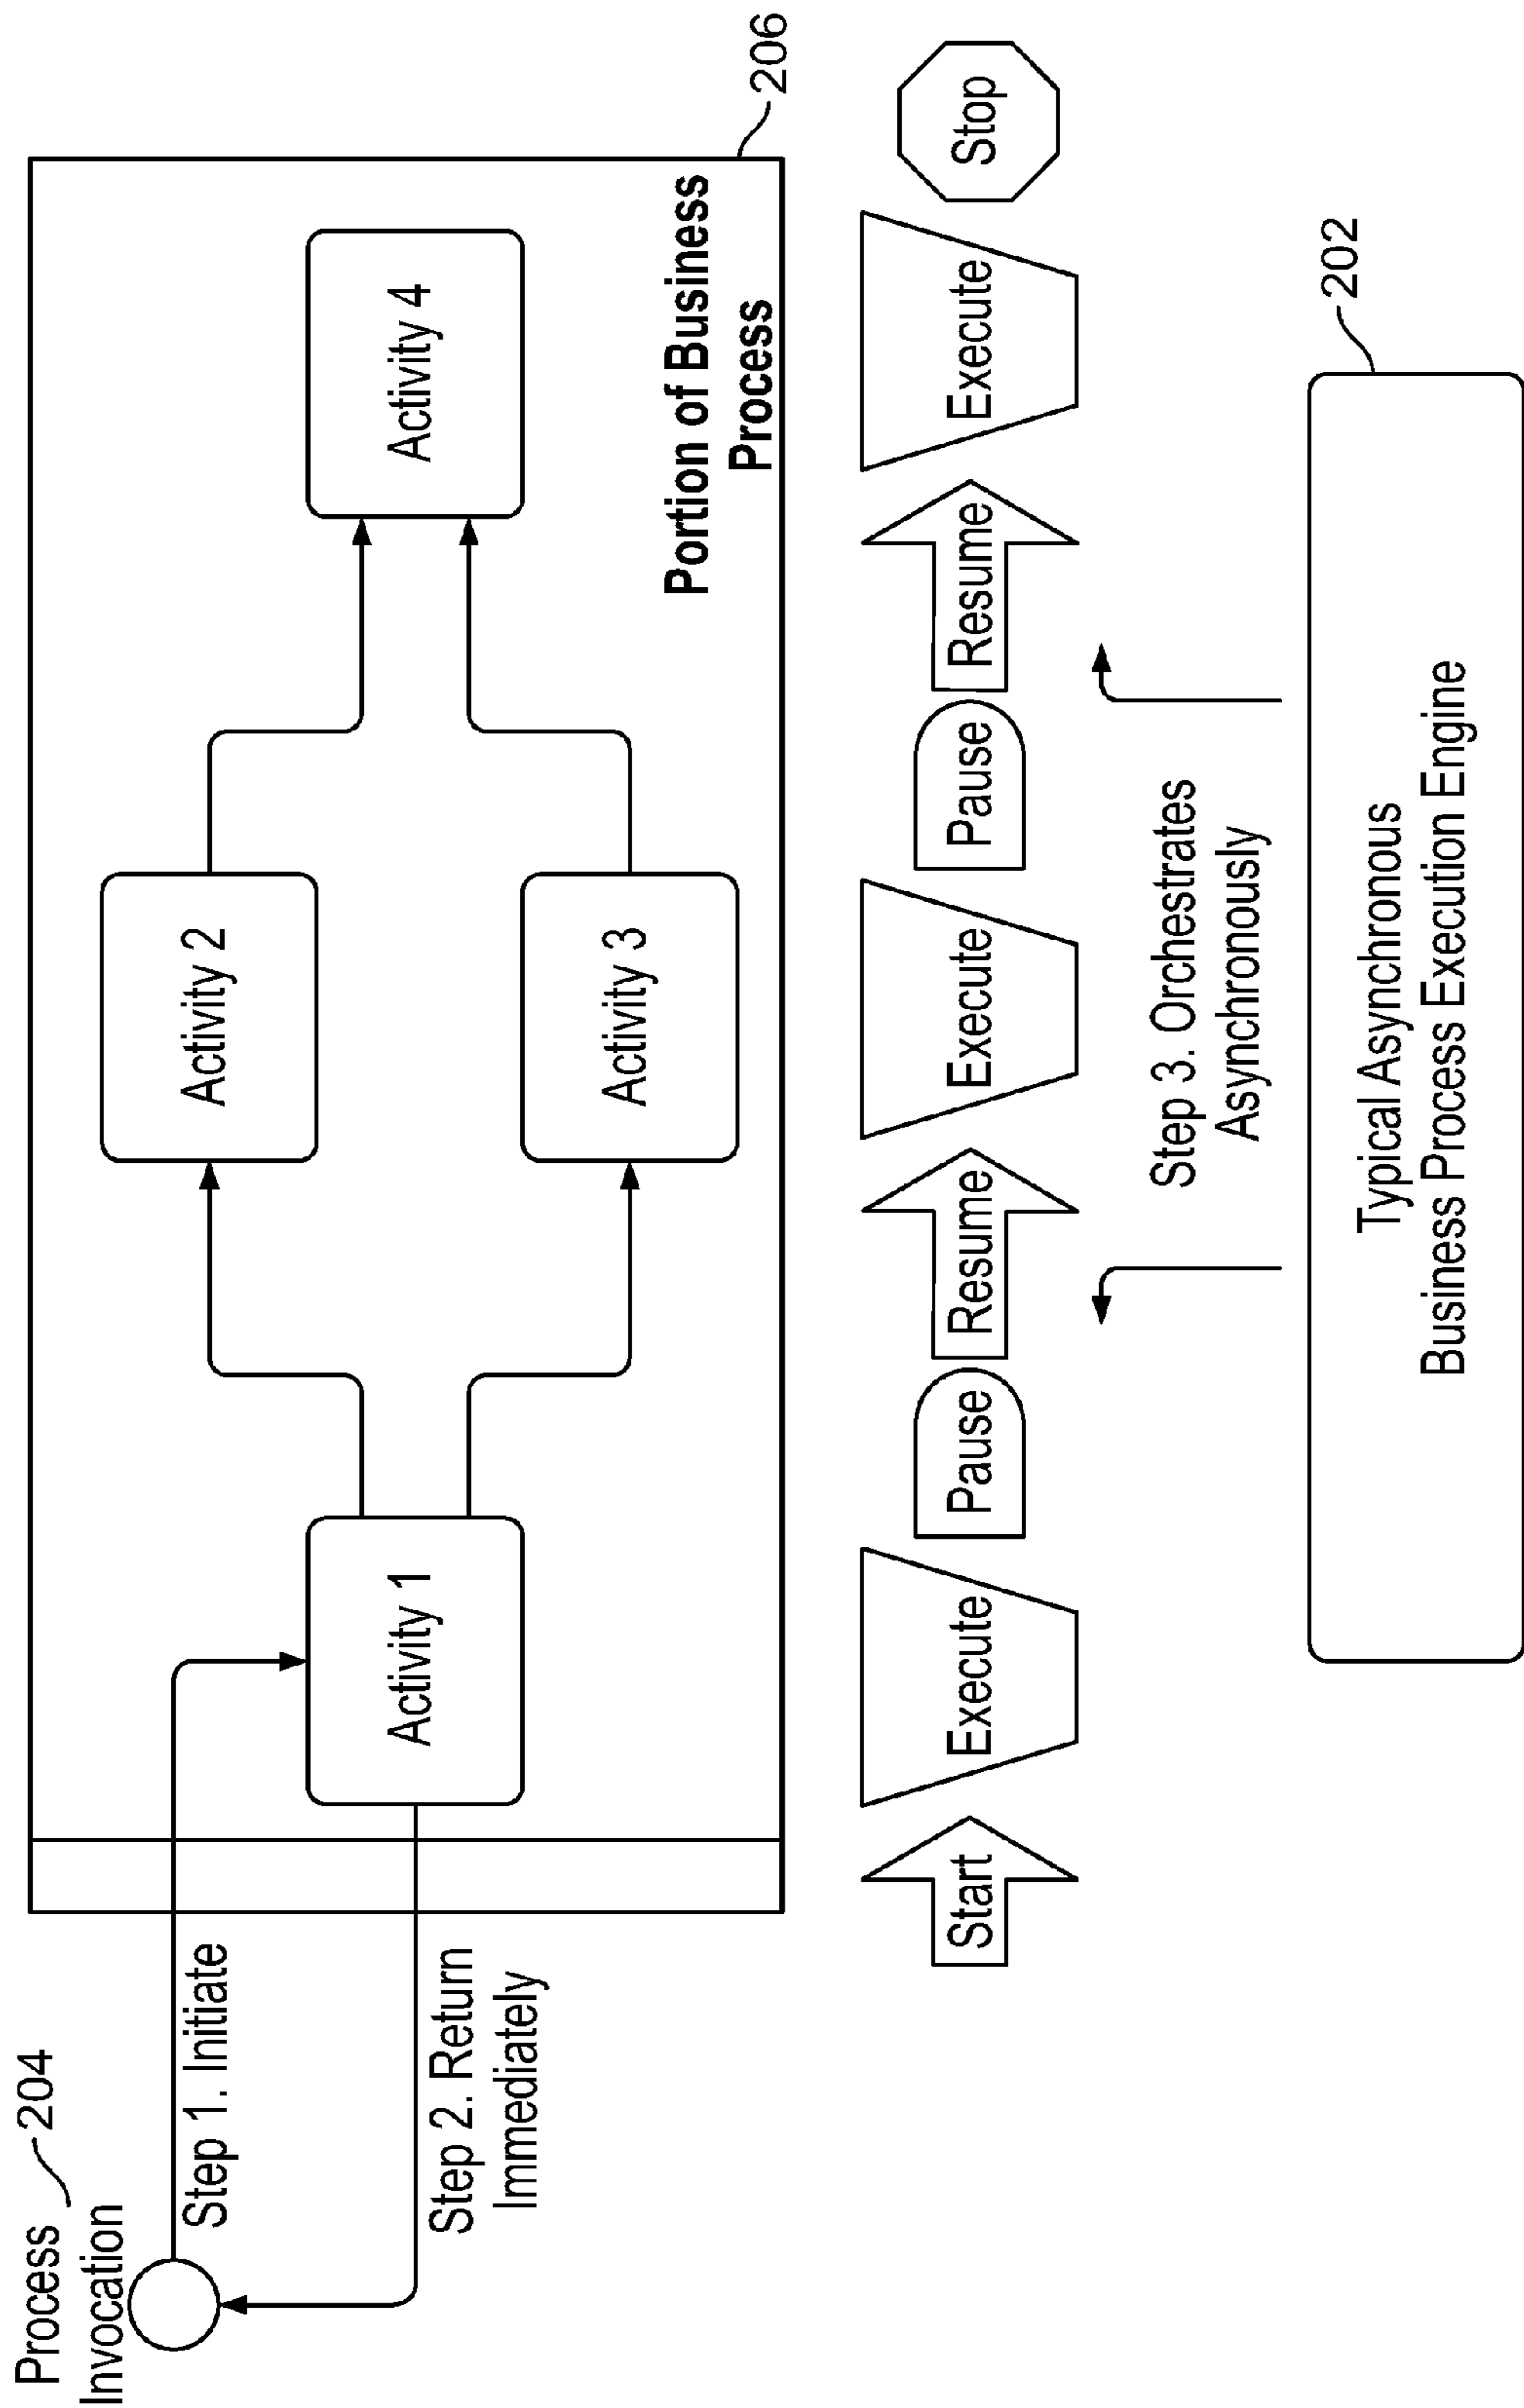 Process
Invocation
204
Step 1. Initiate
Step 2. Return
Immediately
Activity 1
Activity 2
Activity 3
Activity 4
Portion of Business
Process
206
Start
Execute
Pause
Resume
Execute
Pause
Resume
Execute
Stop
Step 3. Orchestrates
Asynchronously
202
Typical Asynchronous
Business Process Execution Engine